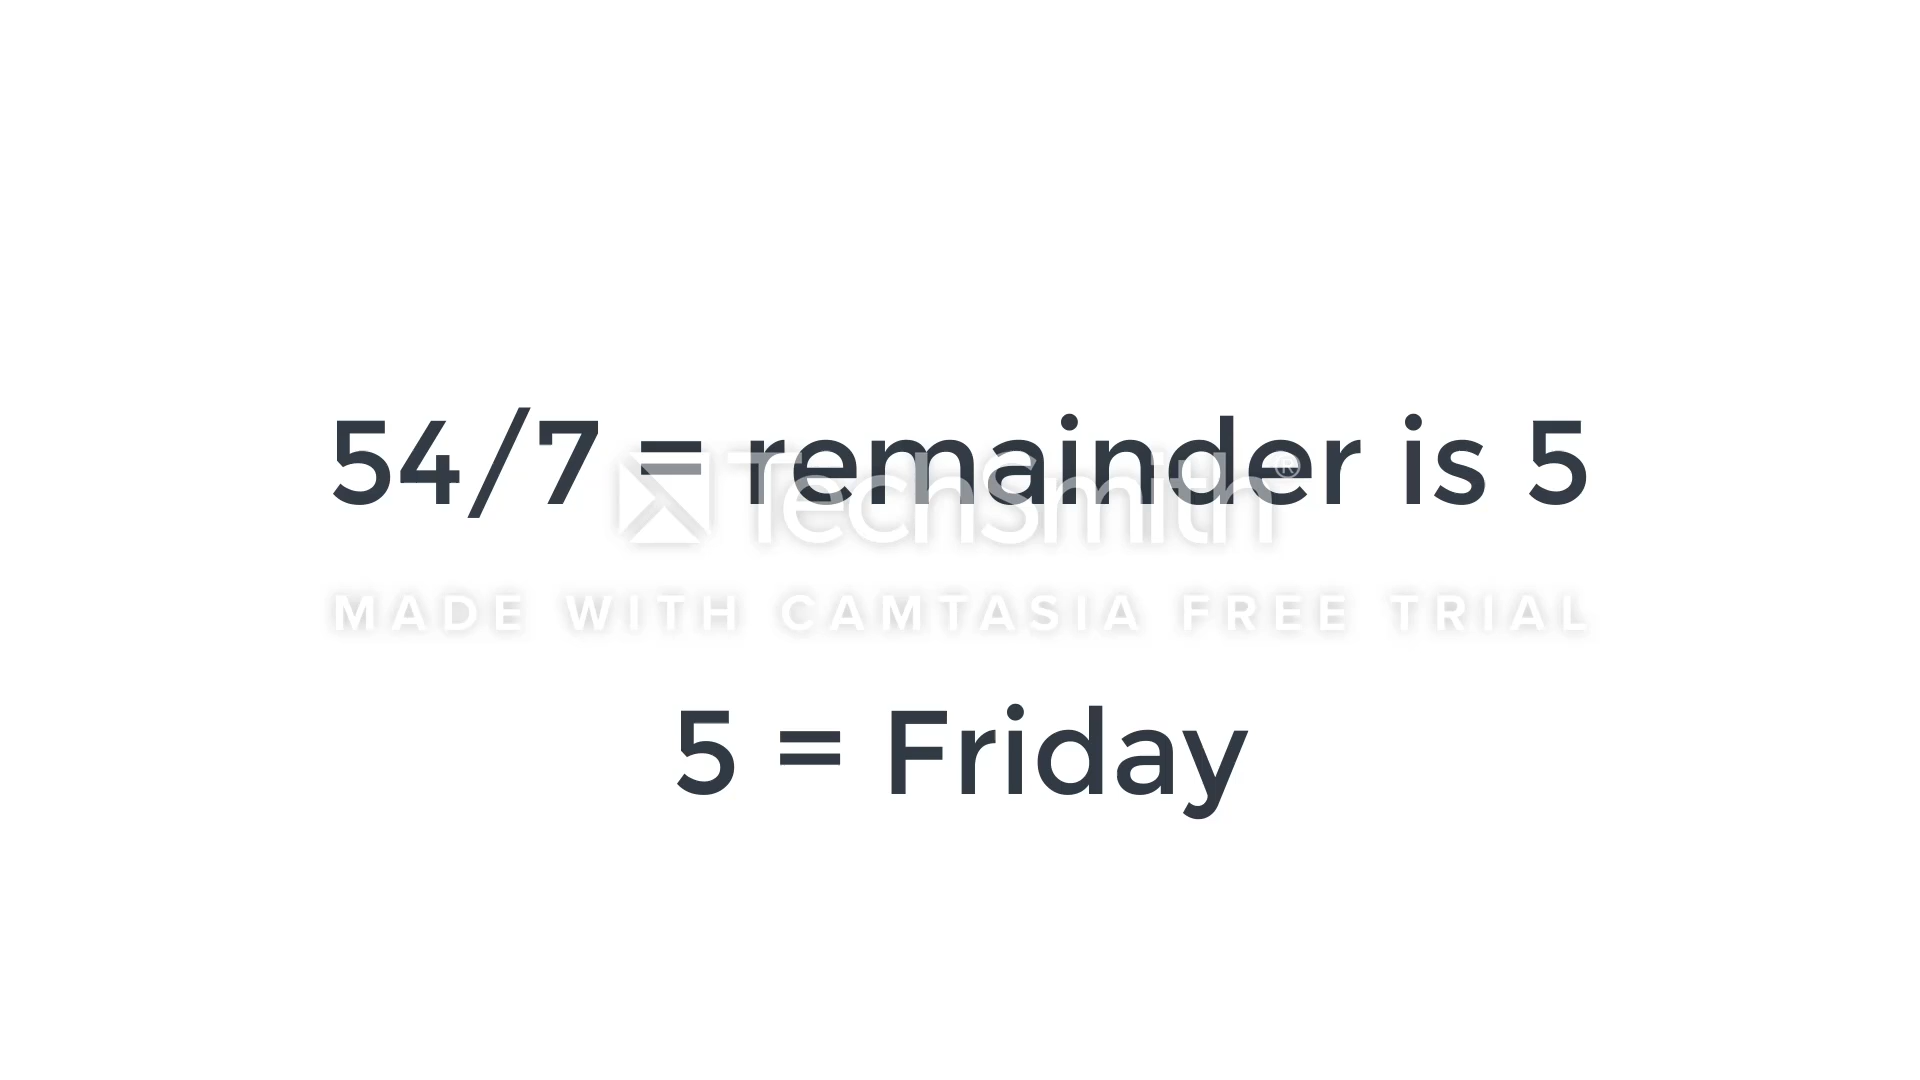 54/7 = remainder is 5
TechSmith®
MADE WITH CAMTASIA FREE TRIAL
5 = Friday